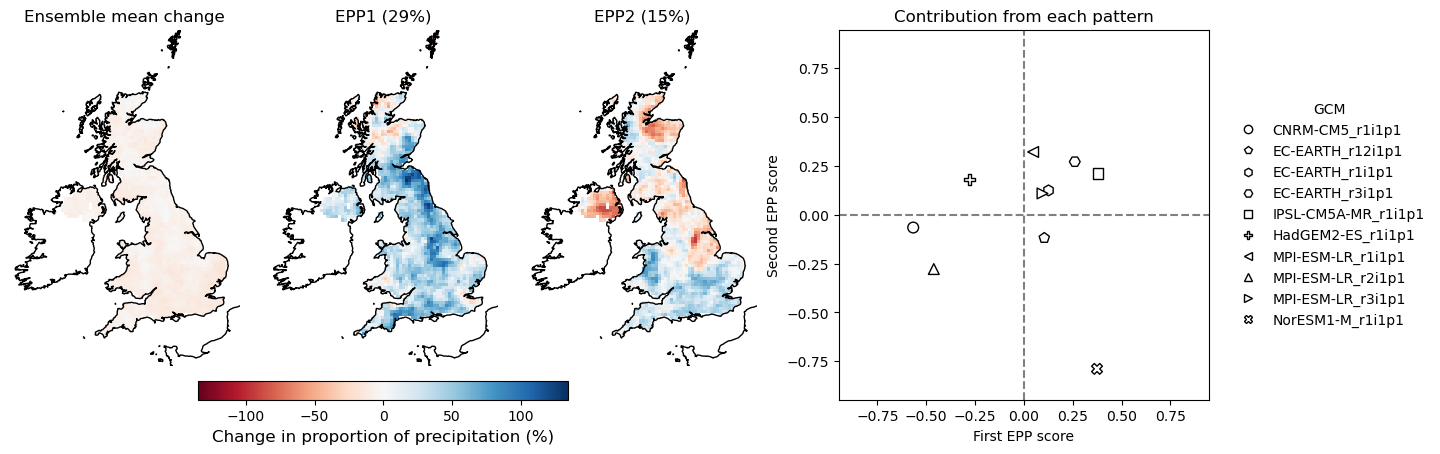 Ensemble mean change
EPP1 (29%)
EPP2 (15%)
Contribution from each pattern
−100
−50
0
50
100
Change in proportion of precipitation (%)
Second EPP score
0.75
0.50
0.25
0.00
−0.25
−0.50
−0.75
−0.75
−0.50
−0.25
0.00
0.25
0.50
0.75
First EPP score
GCM
CNRM-CM5_r1i1p1
EC-EARTH_r12i1p1
EC-EARTH_r1i1p1
EC-EARTH_r3i1p1
IPSL-CM5A-MR_r1i1p1
HadGEM2-ES_r1i1p1
MPI-ESM-LR_r1i1p1
MPI-ESM-LR_r2i1p1
MPI-ESM-LR_r3i1p1
NorESM1-M_r1i1p1